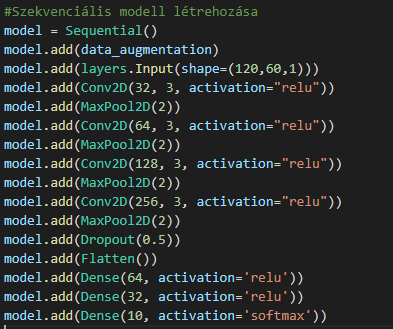 #Szekvenciális modell létrehozása
model = Sequential()
model.add(data_augmentation)
model.add(layers.Input(shape=(120,60,1)))
model.add(Conv2D(32, 3, activation="relu"))
model.add(MaxPool2D(2))
model.add(Conv2D(64, 3, activation="relu"))
model.add(MaxPool2D(2))
model.add(Conv2D(128, 3, activation="relu"))
model.add(MaxPool2D(2))
model.add(Conv2D(256, 3, activation="relu"))
model.add(MaxPool2D(2))
model.add(Dropout(0.5))
model.add(Flatten())
model.add(Dense(64, activation='relu'))
model.add(Dense(32, activation='relu'))
model.add(Dense(10, activation='softmax'))